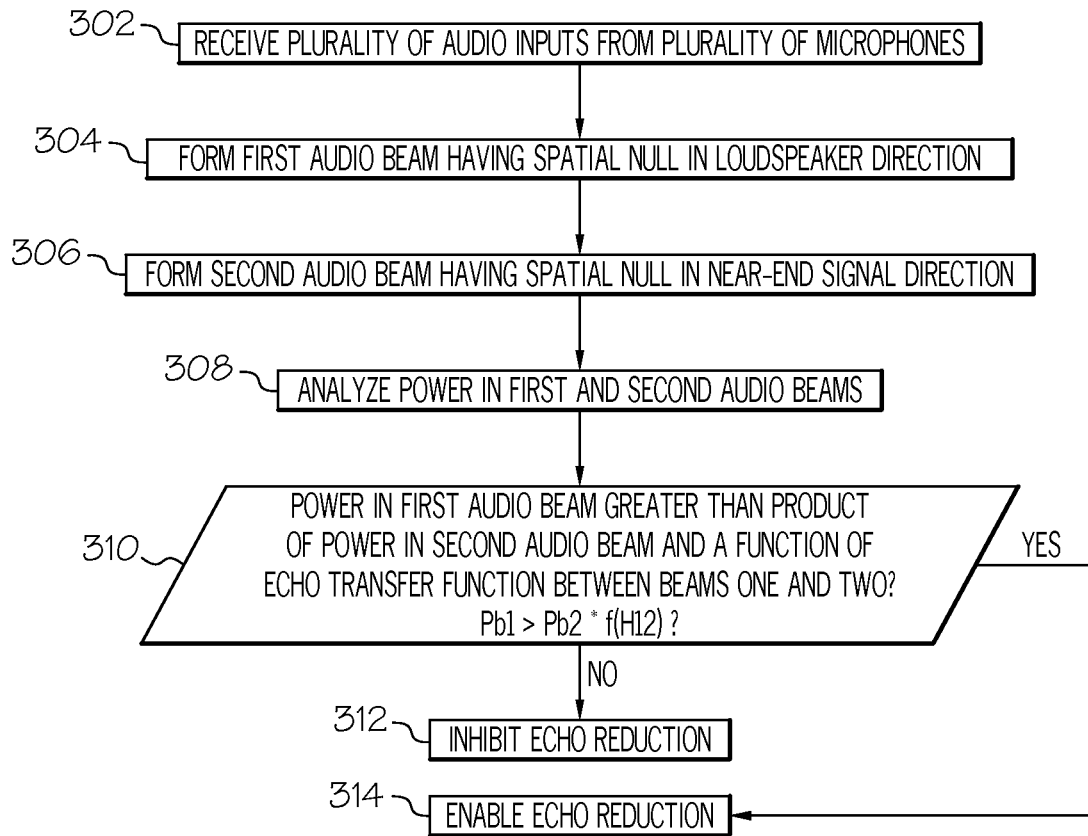 302
RECEIVE PLURALITY OF AUDIO INPUTS FROM PLURALITY OF MICROPHONES
304
FORM FIRST AUDIO BEAM HAVING SPATIAL NULL IN LOUDSPEAKER DIRECTION
306
FORM SECOND AUDIO BEAM HAVING SPATIAL NULL IN NEAR-END SIGNAL DIRECTION
308
ANALYZE POWER IN FIRST AND SECOND AUDIO BEAMS
310
POWER IN FIRST AUDIO BEAM GREATER THAN PRODUCT
OF POWER IN SECOND AUDIO BEAM AND A FUNCTION OF
ECHO TRANSFER FUNCTION BETWEEN BEAMS ONE AND TWO?
Pb1 > Pb2 * f(H12) ?
YES
NO
312
INHIBIT ECHO REDUCTION
314
ENABLE ECHO REDUCTION